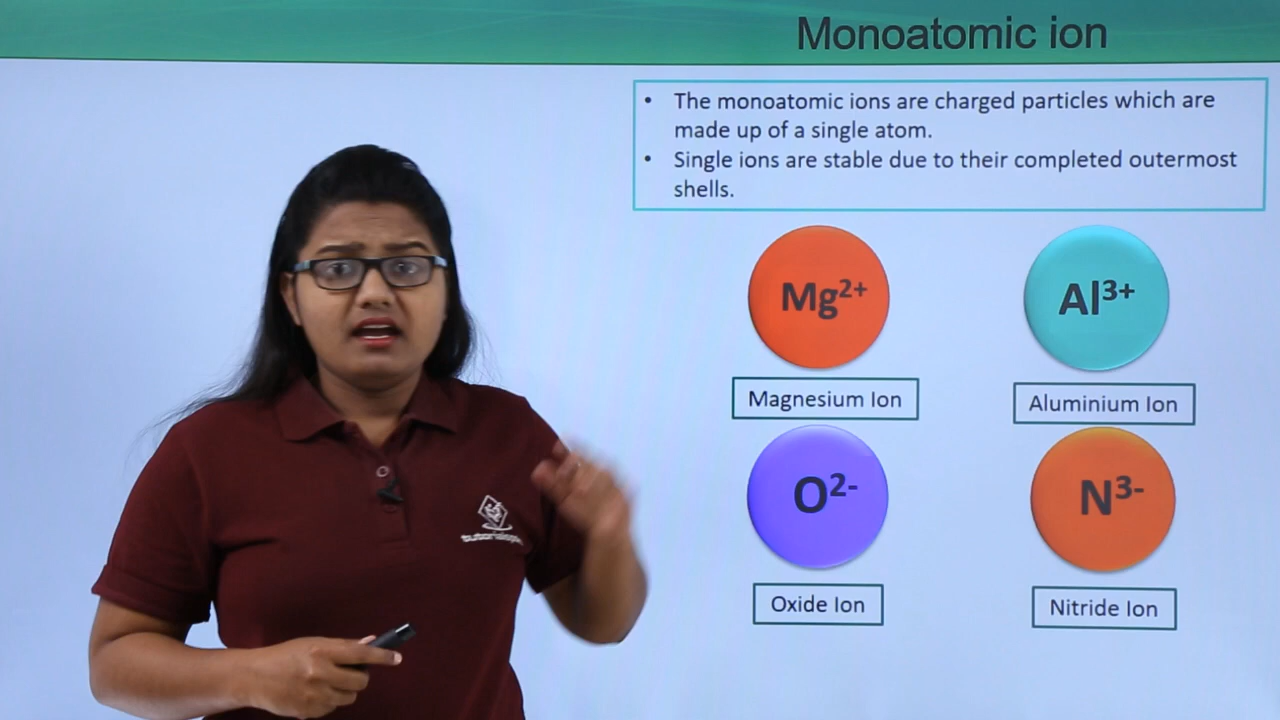 Monoatomic ion
• The monoatomic ions are charged particles which are
made up of a single atom.
• Single ions are stable due to their completed outermost
shells.
Mg²⁺
Al³⁺
Magnesium Ion
Aluminium Ion
O²⁻
N³⁻
Oxide Ion
Nitride Ion